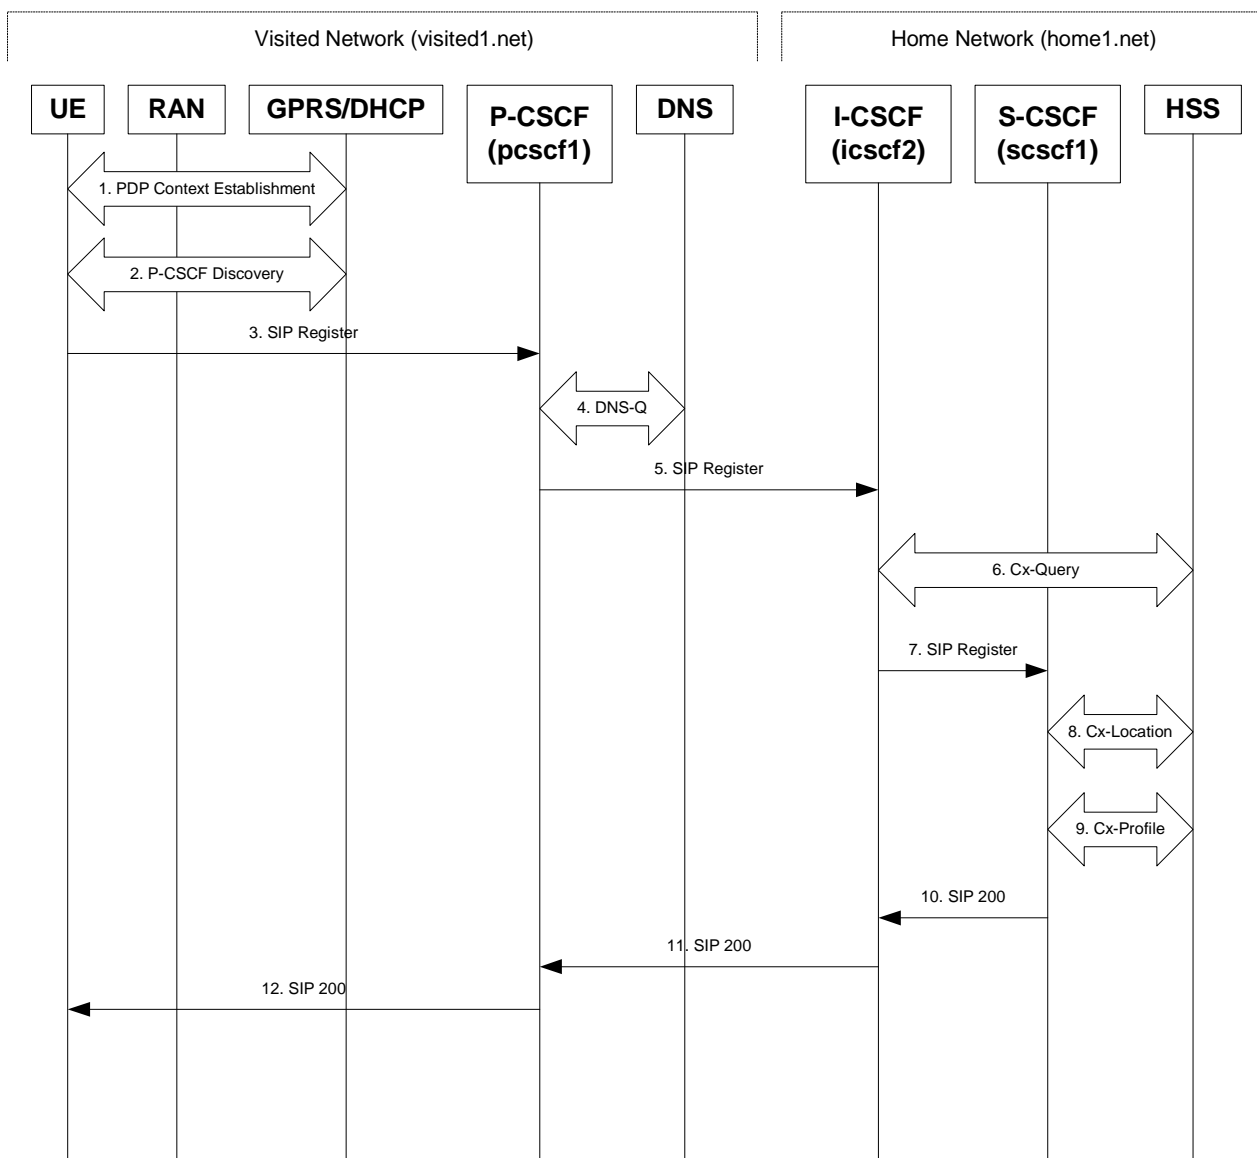 Visited Network (visited1.net)
Home Network (home1.net)
UE
RAN
GPRS/DHCP
P-CSCF
(pcscf1)
DNS
I-CSCF
(icscf2)
S-CSCF
(scscf1)
HSS
1. PDP Context Establishment
2. P-CSCF Discovery
3. SIP Register
4. DNS-Q
5. SIP Register
6. Cx-Query
7. SIP Register
8. Cx-Location
9. Cx-Profile
10. SIP 200
11. SIP 200
12. SIP 200